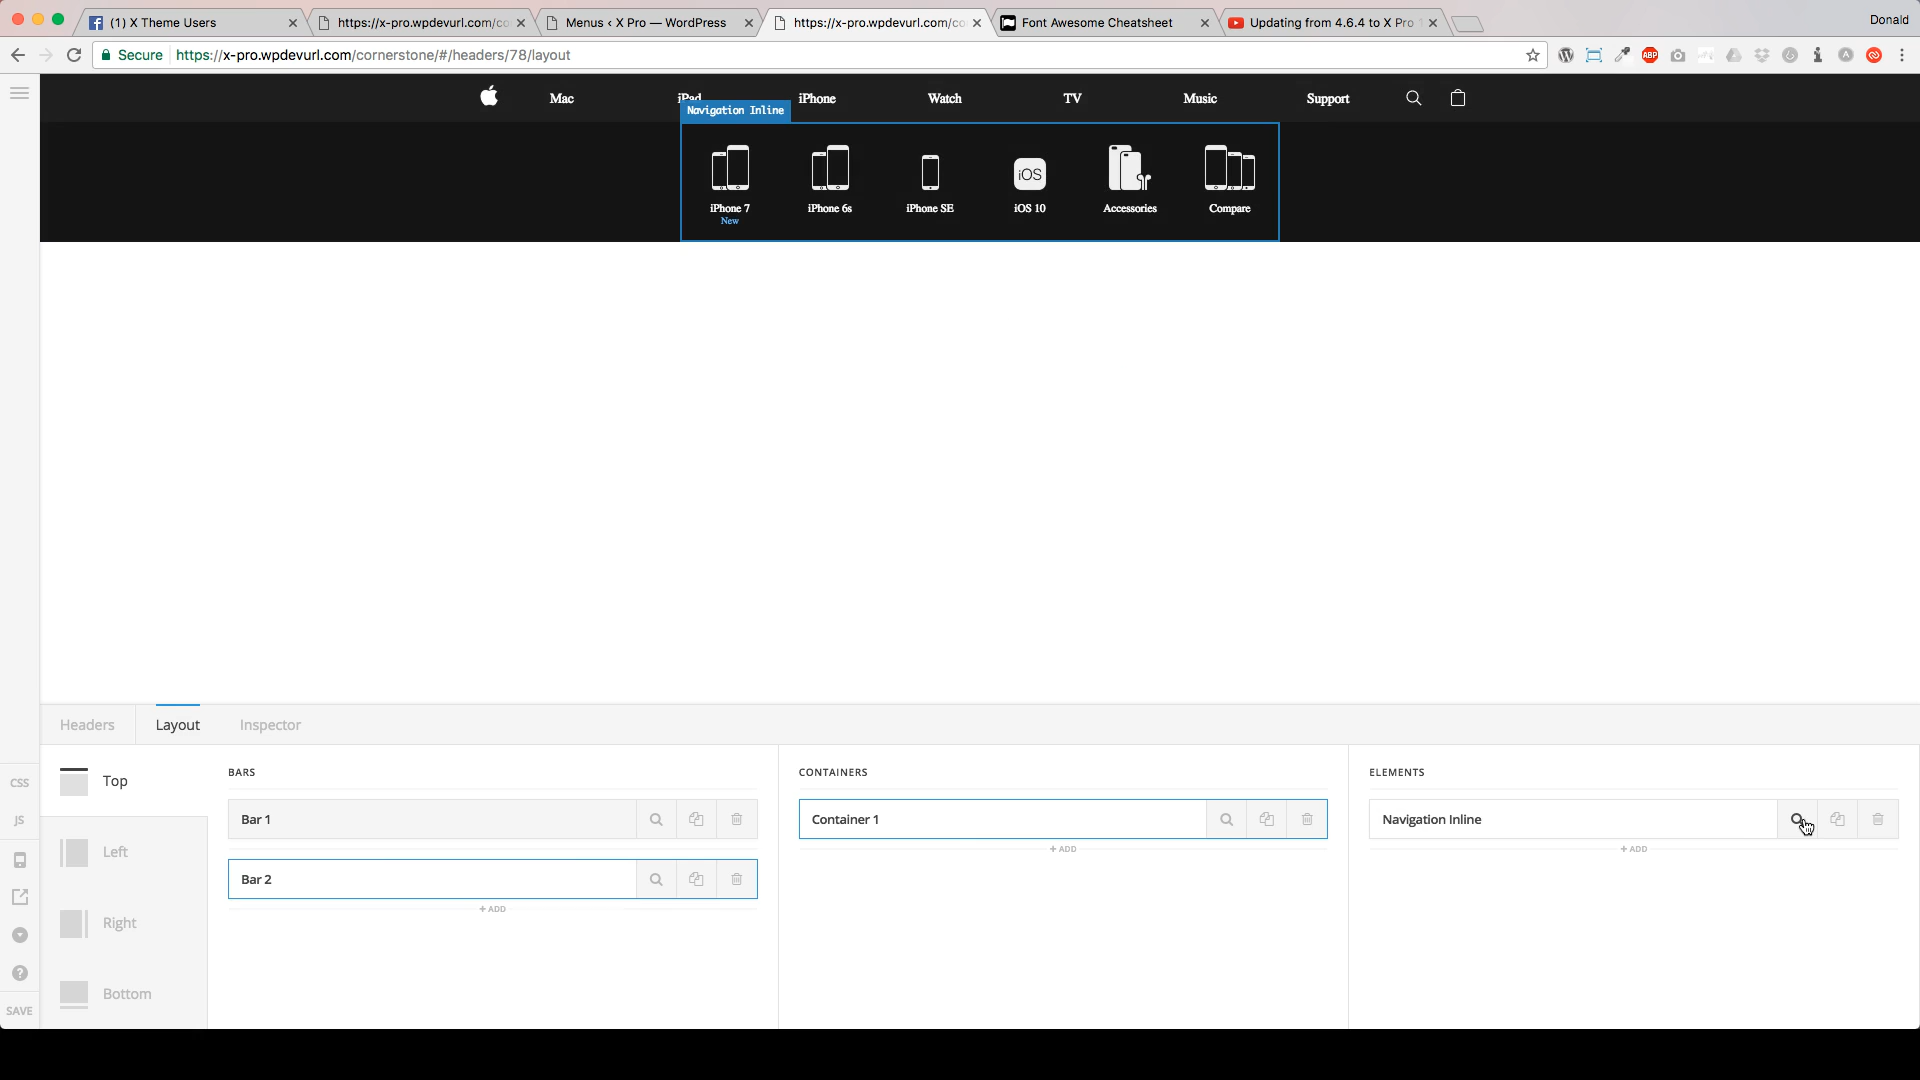 (1) X Theme Users
https://x-pro.wpdevurl.com/co
Menus ‹ X Pro — WordPress
https://x-pro.wpdevurl.com/co
Font Awesome Cheatsheet
Updating from 4.6.4 to X Pro 1
Donald
Secure
https://x-pro.wpdevurl.com/cornerstone/#/headers/78/layout
ABP
Mac
iPad
iPhone
Watch
TV
Music
Support
Navigation Inline
iOS
iPhone 7
iPhone 6s
iPhone SE
iOS 10
Accessories
Compare
New
Headers
Layout
Inspector
CSS
JS
SAVE
Top
Left
Right
Bottom
BARS
Bar 1
Bar 2
+ ADD
CONTAINERS
Container 1
+ ADD
ELEMENTS
Navigation Inline
+ ADD